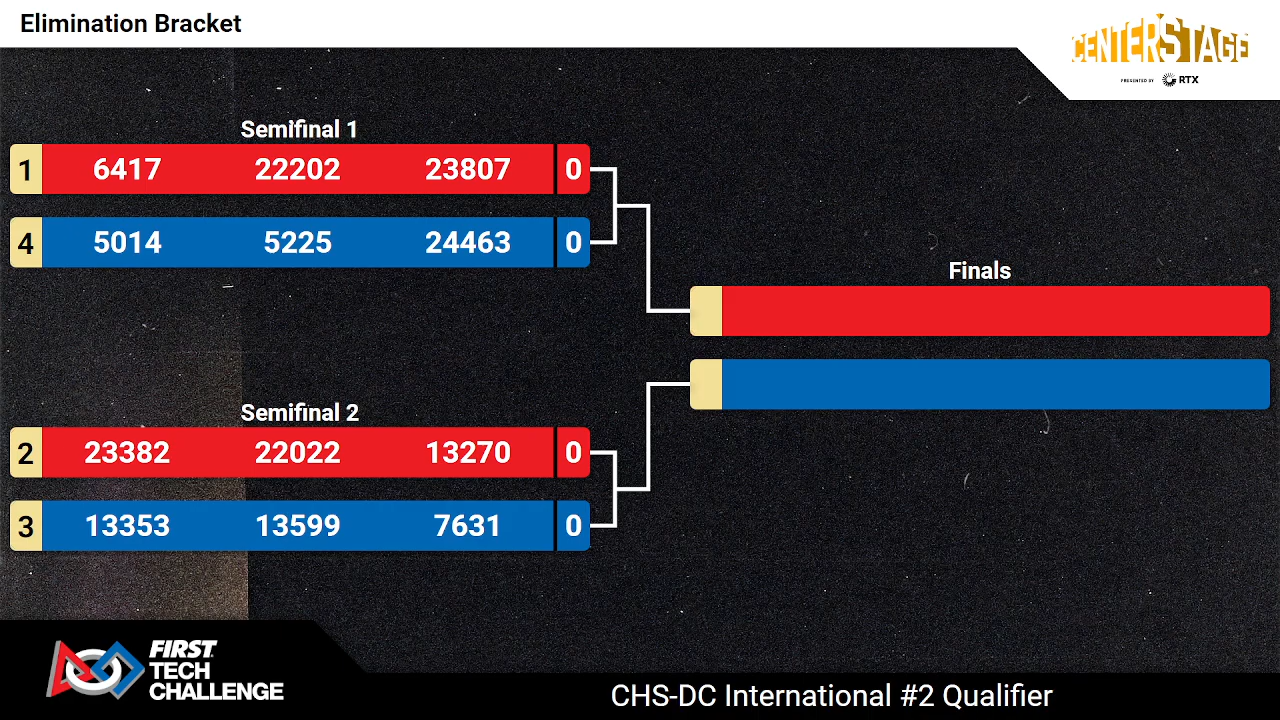 Elimination Bracket
CENTERSTAGE
PRESENTED BY RTX
Semifinal 1
1 6417 22202 23807 0
4 5014 5225 24463 0
Finals
Semifinal 2
2 23382 22022 13270 0
3 13353 13599 7631 0
FIRST
TECH
CHALLENGE
CHS-DC International #2 Qualifier